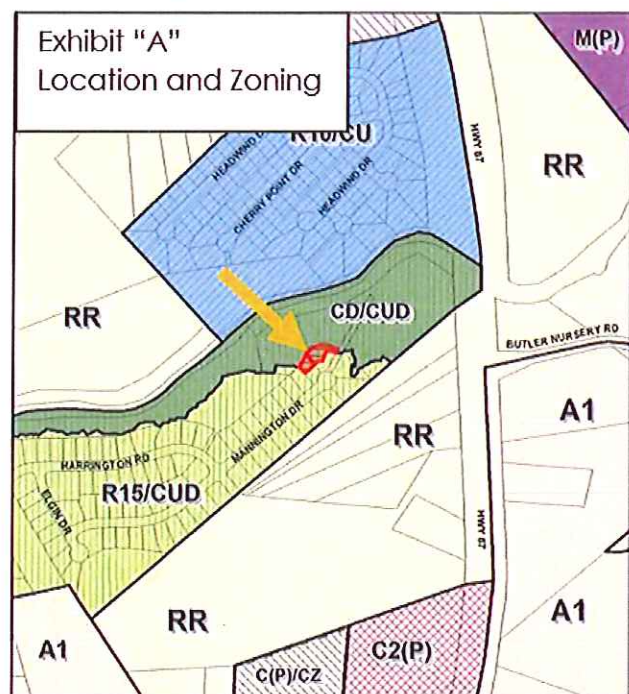 Exhibit "A"
Location and Zoning
M(P)
R10/CU
HEADWIND D
CHERRY POINT DR
HEADWIND DR
HWY 87
RR
RR
CD/CUD
BUTLER NURSERY RD
A1
MANNINGTON DR
HARRINGTON RD
RR
R15/CUD
ELGIN DR
HWY 87
RR
A1
A1
C(P)/CZ
C2(P)